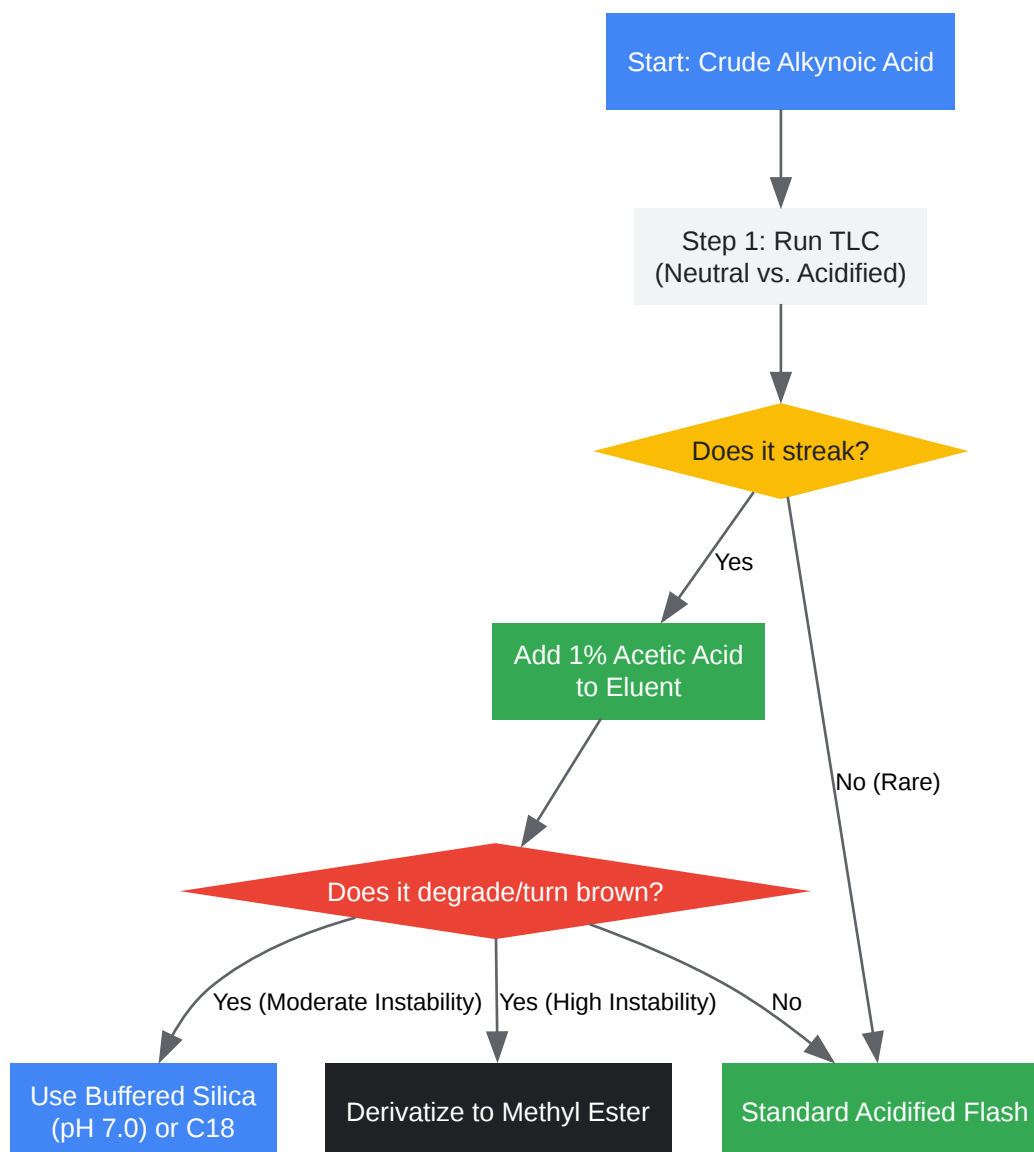 Start: Crude Alkynoic Acid
Step 1: Run TLC
(Neutral vs. Acidified)
Does it streak?
Yes
Add 1% Acetic Acid
to Eluent
No (Rare)
Does it degrade/turn brown?
Yes (Moderate Instability)
Yes (High Instability)
No
Use Buffered Silica
(pH 7.0) or C18
Derivatize to Methyl Ester
Standard Acidified Flash